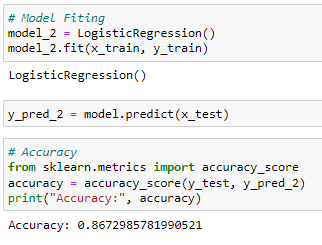 # Model Fiting
model_2 = LogisticRegression()
model_2.fit(x_train, y_train)
LogisticRegression()
y_pred_2 = model.predict(x_test)
# Accuracy
from sklearn.metrics import accuracy_score
accuracy = accuracy_score(y_test, y_pred_2)
print("Accuracy:", accuracy)
Accuracy: 0.8672985781990521